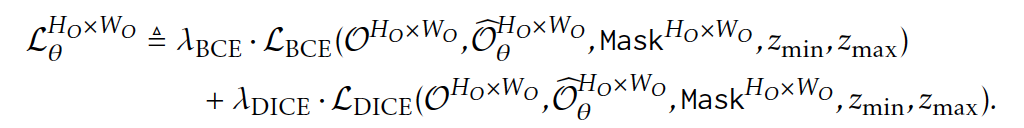 ℒ_θ^{H_O×W_O} ≜ λ_BCE · ℒ_BCE(𝒪^{H_O×W_O}, 𝒪̂_θ^{H_O×W_O}, Mask^{H_O×W_O}, z_min, z_max)
+ λ_DICE · ℒ_DICE(𝒪^{H_O×W_O}, 𝒪̂_θ^{H_O×W_O}, Mask^{H_O×W_O}, z_min, z_max).